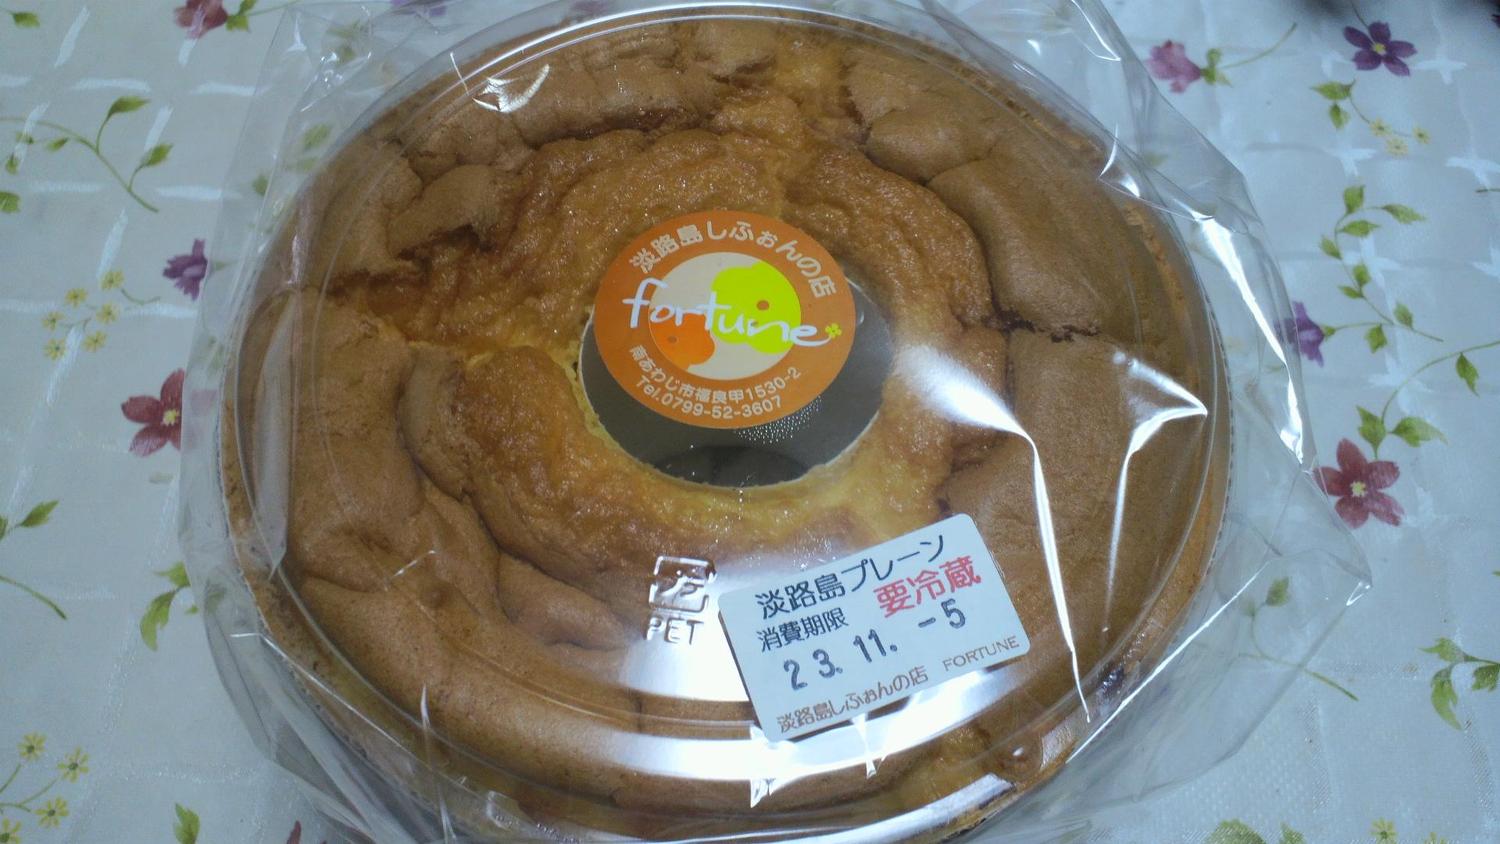 淡路島しふぉんの店
fortune
南あわじ市福良甲1530-2
Tel.0799-52-3607
PET
淡路島プレーン
消費期限 要冷蔵
23.11.-5
淡路島しふぉんの店 FORTUNE